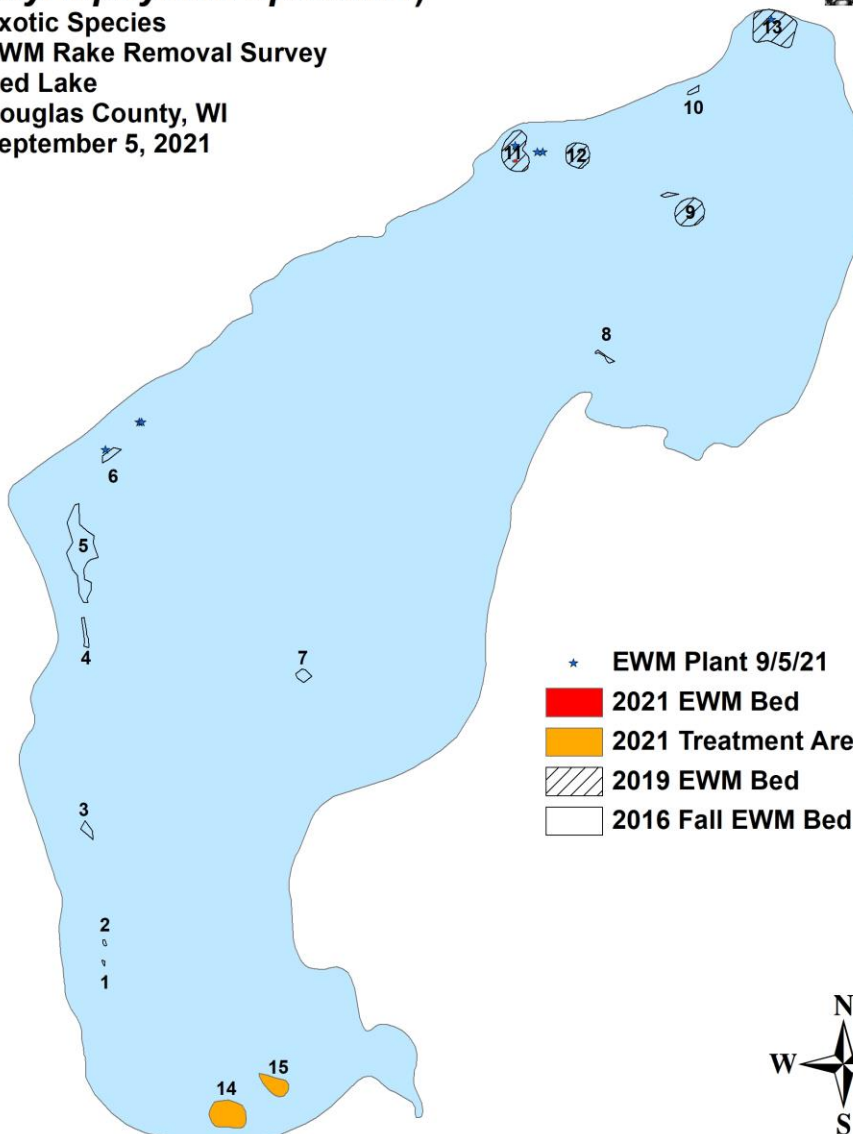 xotic Species
WM Rake Removal Survey
ed Lake
ouglas County, WI
eptember 5, 2021
13
10
11
12
9
8
6
5
4
7
3
2
1
15
14
EWM Plant 9/5/21
2021 EWM Bed
2021 Treatment Are
2019 EWM Bed
2016 Fall EWM Bed
N
W
S